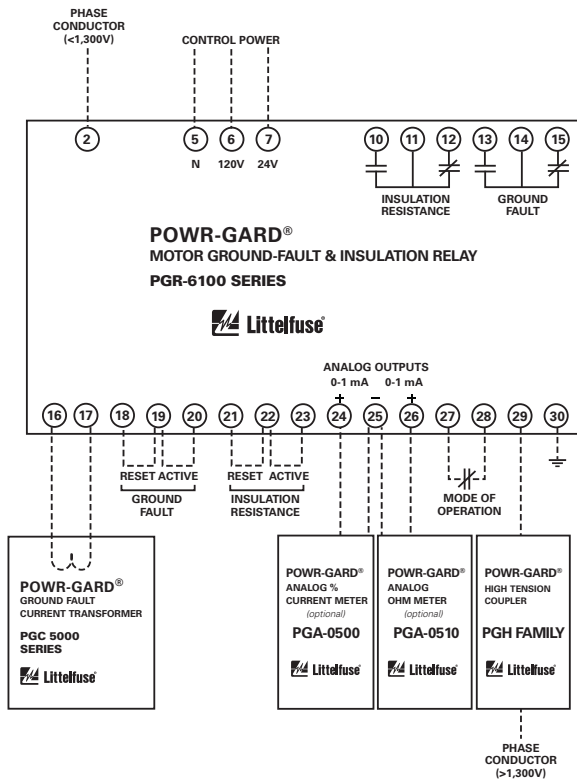 PHASE
CONDUCTOR
(<1,300V)
CONTROL POWER
2 5 6 7 10 11 12 13 14 15
N 120V 24V
INSULATION
RESISTANCE
GROUND
FAULT
POWR-GARD®
MOTOR GROUND-FAULT & INSULATION RELAY
PGR-6100 SERIES
Littelfuse®
ANALOG OUTPUTS
0-1 mA 0-1 mA
+ – +
16 17 18 19 20 21 22 23 24 25 26 27 28 29 30
RESET ACTIVE
GROUND
FAULT
RESET ACTIVE
INSULATION
RESISTANCE
MODE OF
OPERATION
POWR-GARD®
GROUND FAULT
CURRENT TRANSFORMER
PGC 5000
SERIES
Littelfuse®
POWR-GARD®
ANALOG %
CURRENT METER
(optional)
PGA-0500
Littelfuse®
POWR-GARD®
ANALOG
OHM METER
(optional)
PGA-0510
Littelfuse®
POWR-GARD®
HIGH TENSION
COUPLER
PGH FAMILY
Littelfuse®
PHASE
CONDUCTOR
(>1,300V)